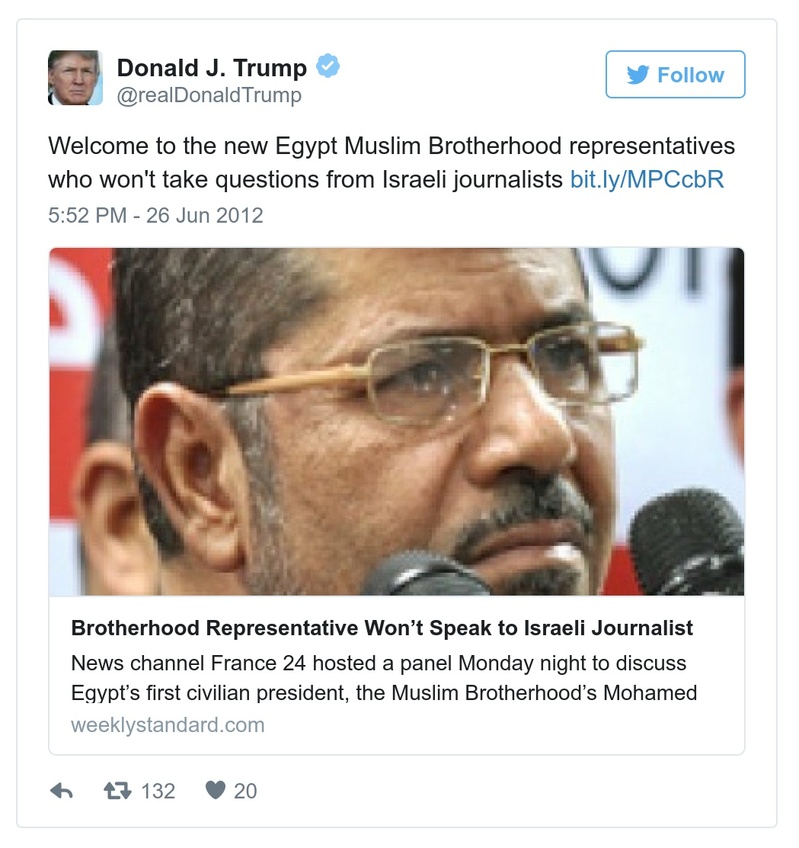 Donald J. Trump
@realDonaldTrump
Follow
Welcome to the new Egypt Muslim Brotherhood representatives
who won't take questions from Israeli journalists bit.ly/MPCcbR
5:52 PM - 26 Jun 2012
Brotherhood Representative Won’t Speak to Israeli Journalist
News channel France 24 hosted a panel Monday night to discuss
Egypt’s first civilian president, the Muslim Brotherhood’s Mohamed
weeklystandard.com
132
20